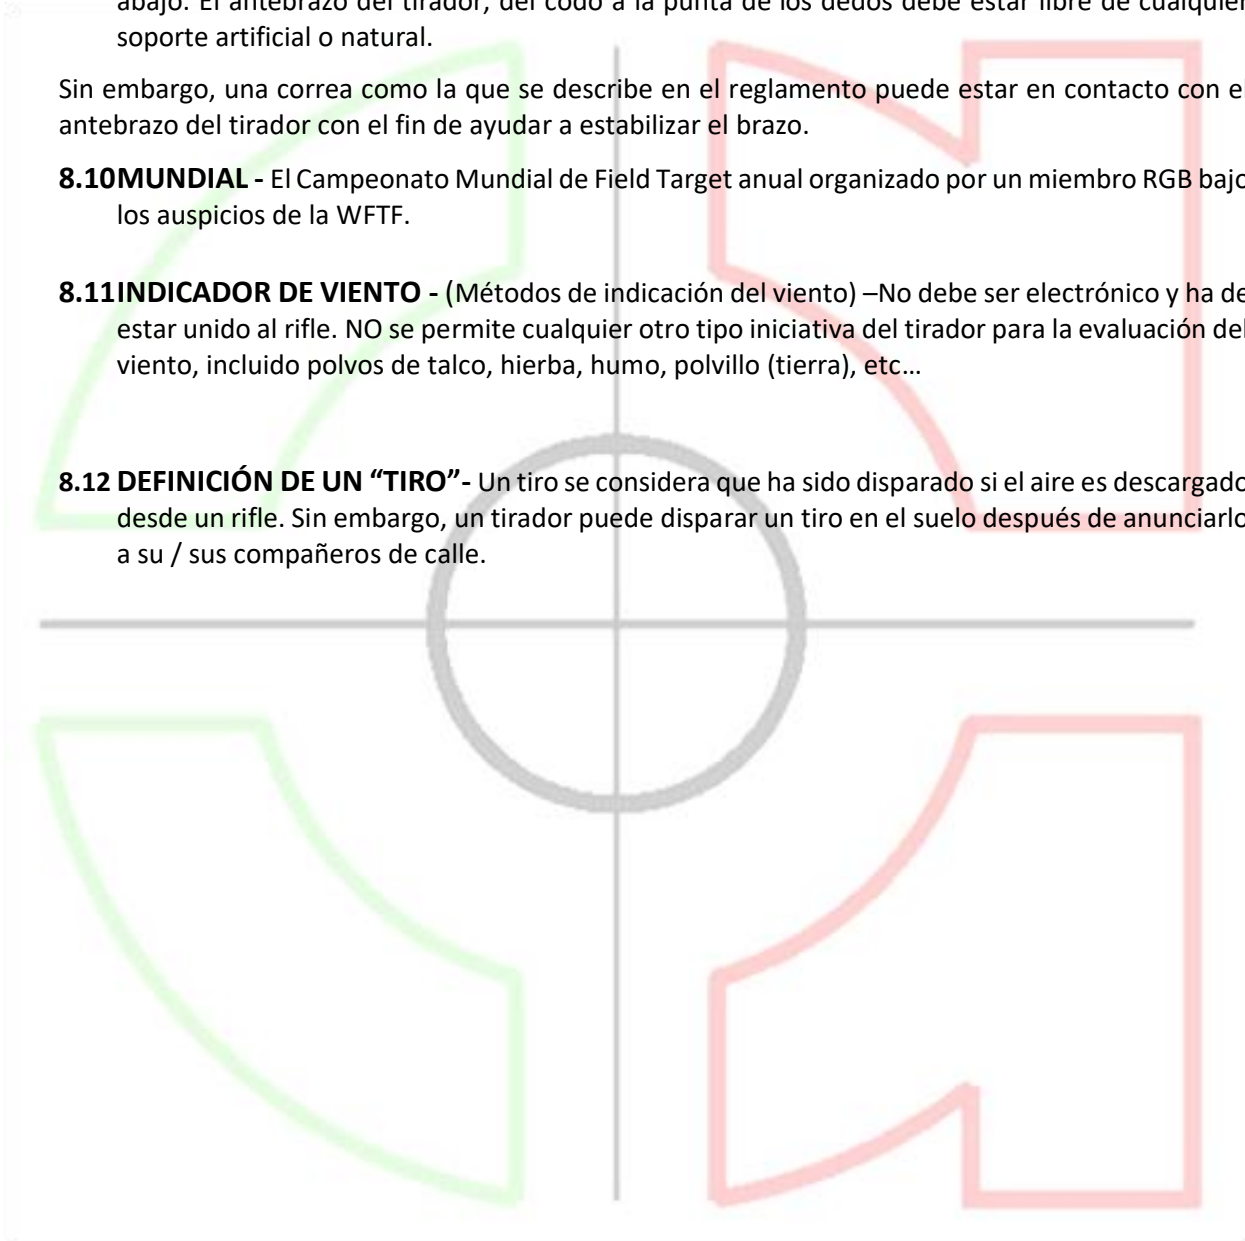 abajo. El antebrazo del tirador, del codo a la punta de los dedos debe estar libre de cualquier
soporte artificial o natural.
Sin embargo, una correa como la que se describe en el reglamento puede estar en contacto con el
antebrazo del tirador con el fin de ayudar a estabilizar el brazo.
8.10MUNDIAL - El Campeonato Mundial de Field Target anual organizado por un miembro RGB bajo
los auspicios de la WFTF.
8.11INDICADOR DE VIENTO - (Métodos de indicación del viento) –No debe ser electrónico y ha de
estar unido al rifle. NO se permite cualquier otro tipo iniciativa del tirador para la evaluación del
viento, incluido polvos de talco, hierba, humo, polvillo (tierra), etc…
8.12 DEFINICIÓN DE UN “TIRO”- Un tiro se considera que ha sido disparado si el aire es descargado
desde un rifle. Sin embargo, un tirador puede disparar un tiro en el suelo después de anunciarlo
a su / sus compañeros de calle.